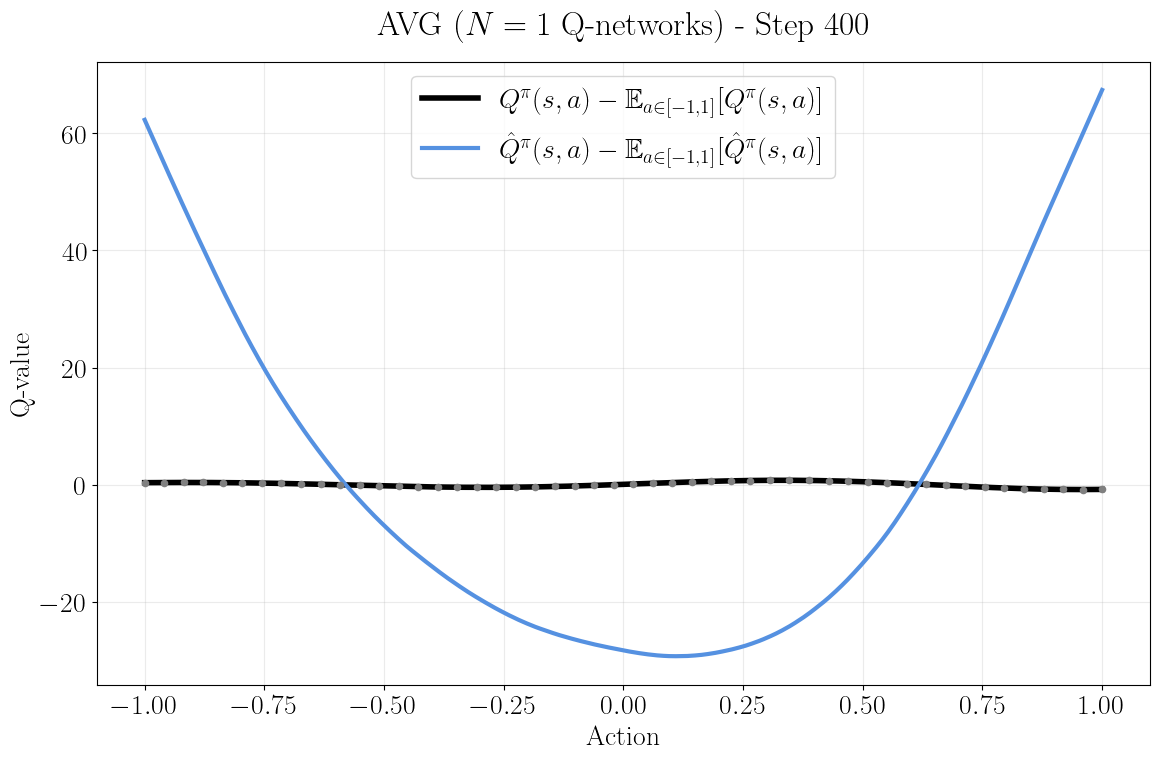 AVG (N = 1 Q-networks) - Step 400
Q^π(s, a) − 𝔼_{a∈[−1,1]}[Q^π(s, a)]
Q̂^π(s, a) − 𝔼_{a∈[−1,1]}[Q̂^π(s, a)]
60
40
20
0
−20
Q-value
−1.00 −0.75 −0.50 −0.25 0.00 0.25 0.50 0.75 1.00
Action